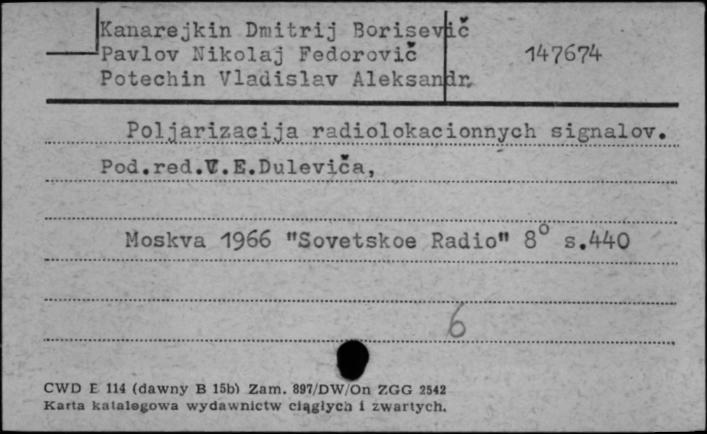 Kanarejkin Dmitrij Borisevič
Pavlov Nikolaj Fedorovič 147674
Potechin Vladislav Aleksandr.
Poljarizacija radiolokacionnych signalov.
Pod.red.V.E.Duleviča,
Moskva 1966 "Sovetskoe Radio" 8° s.440
6
CWD E 114 (dawny B 15b) Zam. 897/DW/On ZGG 2542
Karta katalogowa wydawnictw ciągłych i zwartych.